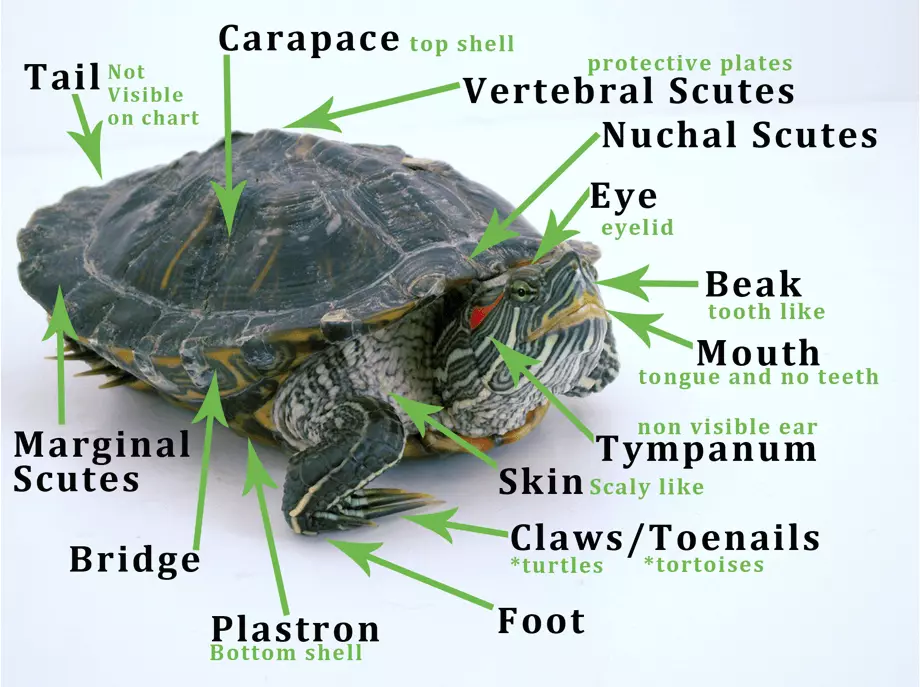 Carapace top shell
Tail Not
Visible
on chart
protective plates
Vertebral Scutes
Nuchal Scutes
Eye
eyelid
Beak
tooth like
Mouth
tongue and no teeth
non visible ear
Tympanum
Marginal
Scutes
Skin Scaly like
Claws/Toenails
*turtles *tortoises
Bridge
Foot
Plastron
Bottom shell